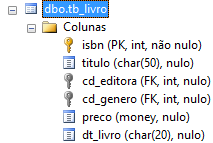 dbo.tb_livro
Colunas
isbn (PK, int, não nulo)
titulo (char(50), nulo)
cd_editora (FK, int, nulo)
cd_genero (FK, int, nulo)
preco (money, nulo)
dt_livro (char(20), nulo)